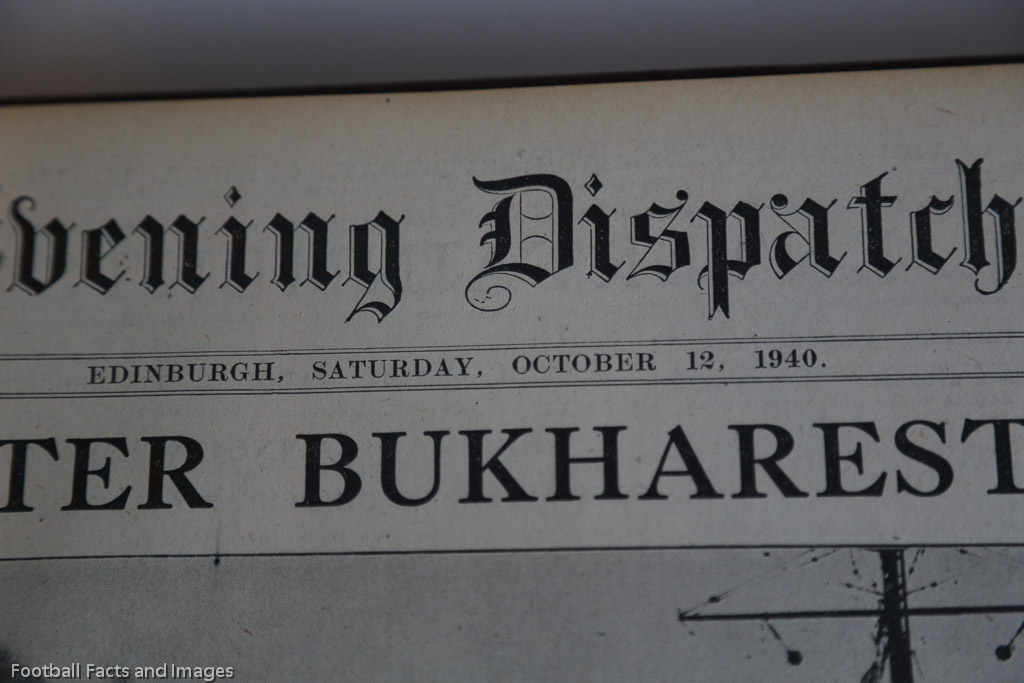 vening Dispatch
EDINBURGH, SATURDAY, OCTOBER 12, 1940.
TER BUKHAREST
Football Facts and Images